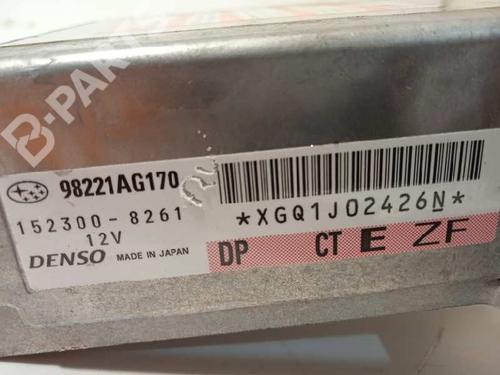 B-PARTS
98221AG170
152300-8261
12V
DENSO MADE IN JAPAN
*XGQ1J02426N*
DP CT E ZF